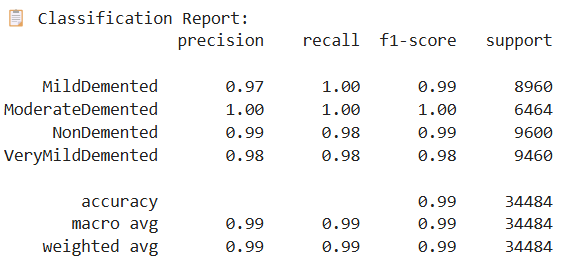 📋 Classification Report:
precision recall f1-score support
MildDemented 0.97 1.00 0.99 8960
ModerateDemented 1.00 1.00 1.00 6464
NonDemented 0.99 0.98 0.99 9600
VeryMildDemented 0.98 0.98 0.98 9460
accuracy 0.99 34484
macro avg 0.99 0.99 0.99 34484
weighted avg 0.99 0.99 0.99 34484